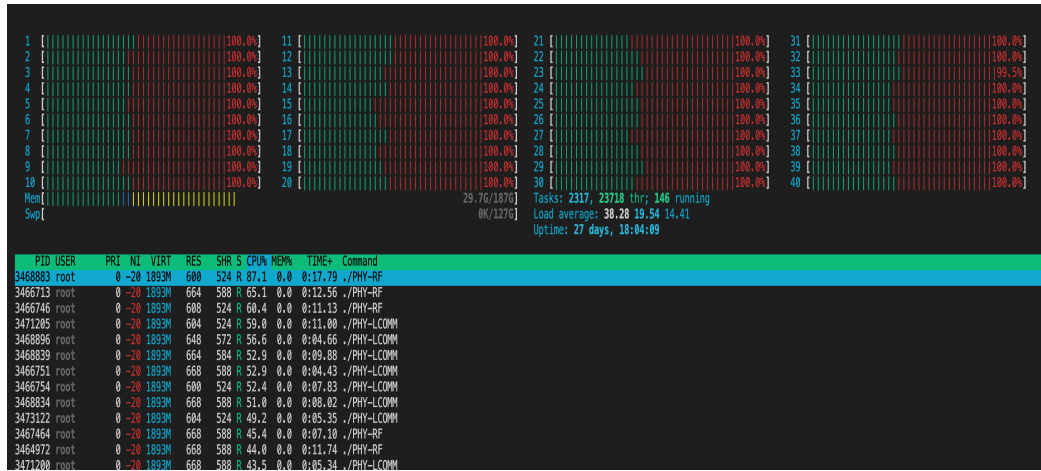 1 [||||||||||||||||||||||||||||||100.0%] 11 [||||||||||||||||||||||||||||||100.0%] 21 [||||||||||||||||||||||||||||||100.0%] 31 [||||||||||||||||||||||||||||||100.0%]
2 [||||||||||||||||||||||||||||||100.0%] 12 [||||||||||||||||||||||||||||||100.0%] 22 [||||||||||||||||||||||||||||||100.0%] 32 [||||||||||||||||||||||||||||||100.0%]
3 [||||||||||||||||||||||||||||||100.0%] 13 [||||||||||||||||||||||||||||||100.0%] 23 [||||||||||||||||||||||||||||||100.0%] 33 [||||||||||||||||||||||||||||||99.5%]
4 [||||||||||||||||||||||||||||||100.0%] 14 [||||||||||||||||||||||||||||||100.0%] 24 [||||||||||||||||||||||||||||||100.0%] 34 [||||||||||||||||||||||||||||||100.0%]
5 [||||||||||||||||||||||||||||||100.0%] 15 [||||||||||||||||||||||||||||||100.0%] 25 [||||||||||||||||||||||||||||||100.0%] 35 [||||||||||||||||||||||||||||||100.0%]
6 [||||||||||||||||||||||||||||||100.0%] 16 [||||||||||||||||||||||||||||||100.0%] 26 [||||||||||||||||||||||||||||||100.0%] 36 [||||||||||||||||||||||||||||||100.0%]
7 [||||||||||||||||||||||||||||||100.0%] 17 [||||||||||||||||||||||||||||||100.0%] 27 [||||||||||||||||||||||||||||||100.0%] 37 [||||||||||||||||||||||||||||||100.0%]
8 [||||||||||||||||||||||||||||||100.0%] 18 [||||||||||||||||||||||||||||||100.0%] 28 [||||||||||||||||||||||||||||||100.0%] 38 [||||||||||||||||||||||||||||||100.0%]
9 [||||||||||||||||||||||||||||||100.0%] 19 [||||||||||||||||||||||||||||||100.0%] 29 [||||||||||||||||||||||||||||||100.0%] 39 [||||||||||||||||||||||||||||||100.0%]
10 [||||||||||||||||||||||||||||||100.0%] 20 [||||||||||||||||||||||||||||||100.0%] 30 [||||||||||||||||||||||||||||||100.0%] 40 [||||||||||||||||||||||||||||||100.0%]
Mem[|||||||||||||||||||||||||||||| 29.7G/187G] Tasks: 2317, 23718 thr; 146 running
Swp[ 0K/127G] Load average: 38.28 19.54 14.41
Uptime: 27 days, 18:04:09
PID USER PRI NI VIRT RES SHR S CPU% MEM% TIME+ Command
3468883 root 0 -20 1893M 600 524 R 87.1 0.0 0:17.79 ./PHY-RF
3466713 root 0 -20 1893M 664 588 R 65.1 0.0 0:12.56 ./PHY-RF
3466746 root 0 -20 1893M 608 524 R 60.4 0.0 0:11.13 ./PHY-RF
3471205 root 0 -20 1893M 604 524 R 59.0 0.0 0:11.00 ./PHY-LCOMM
3468896 root 0 -20 1893M 648 572 R 56.6 0.0 0:04.66 ./PHY-LCOMM
3468839 root 0 -20 1893M 664 584 R 52.9 0.0 0:09.88 ./PHY-LCOMM
3466751 root 0 -20 1893M 668 588 R 52.9 0.0 0:04.43 ./PHY-LCOMM
3466754 root 0 -20 1893M 600 524 R 52.4 0.0 0:07.83 ./PHY-LCOMM
3468834 root 0 -20 1893M 668 588 R 51.0 0.0 0:08.02 ./PHY-LCOMM
3473122 root 0 -20 1893M 604 524 R 49.2 0.0 0:05.35 ./PHY-LCOMM
3467464 root 0 -20 1893M 668 588 R 45.4 0.0 0:07.10 ./PHY-RF
3464972 root 0 -20 1893M 668 588 R 44.0 0.0 0:11.74 ./PHY-RF
3471200 root 0 -20 1893M 668 588 R 43.5 0.0 0:05.34 ./PHY-LCOMM